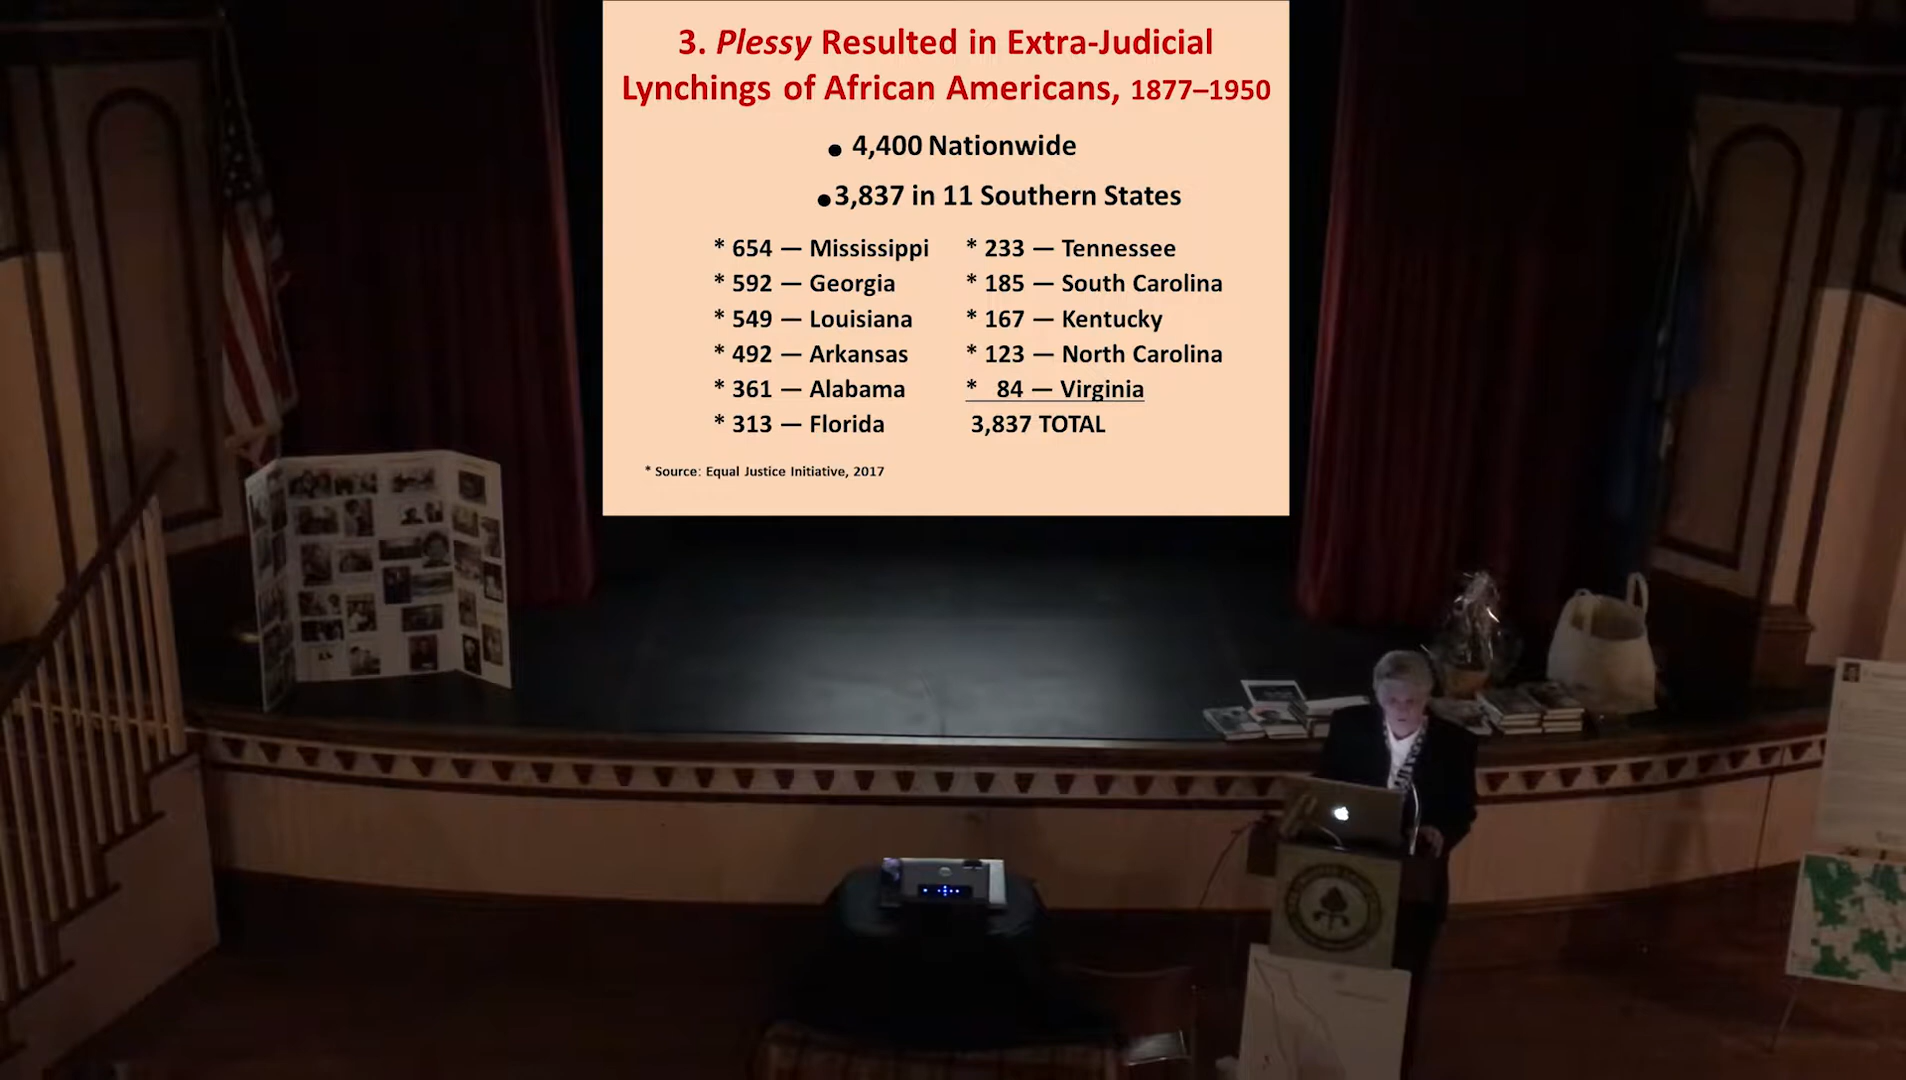 3. Plessy Resulted in Extra-Judicial
Lynchings of African Americans, 1877–1950
● 4,400 Nationwide
● 3,837 in 11 Southern States
* 654 — Mississippi
* 592 — Georgia
* 549 — Louisiana
* 492 — Arkansas
* 361 — Alabama
* 313 — Florida
* 233 — Tennessee
* 185 — South Carolina
* 167 — Kentucky
* 123 — North Carolina
* 84 — Virginia
3,837 TOTAL
* Source: Equal Justice Initiative, 2017